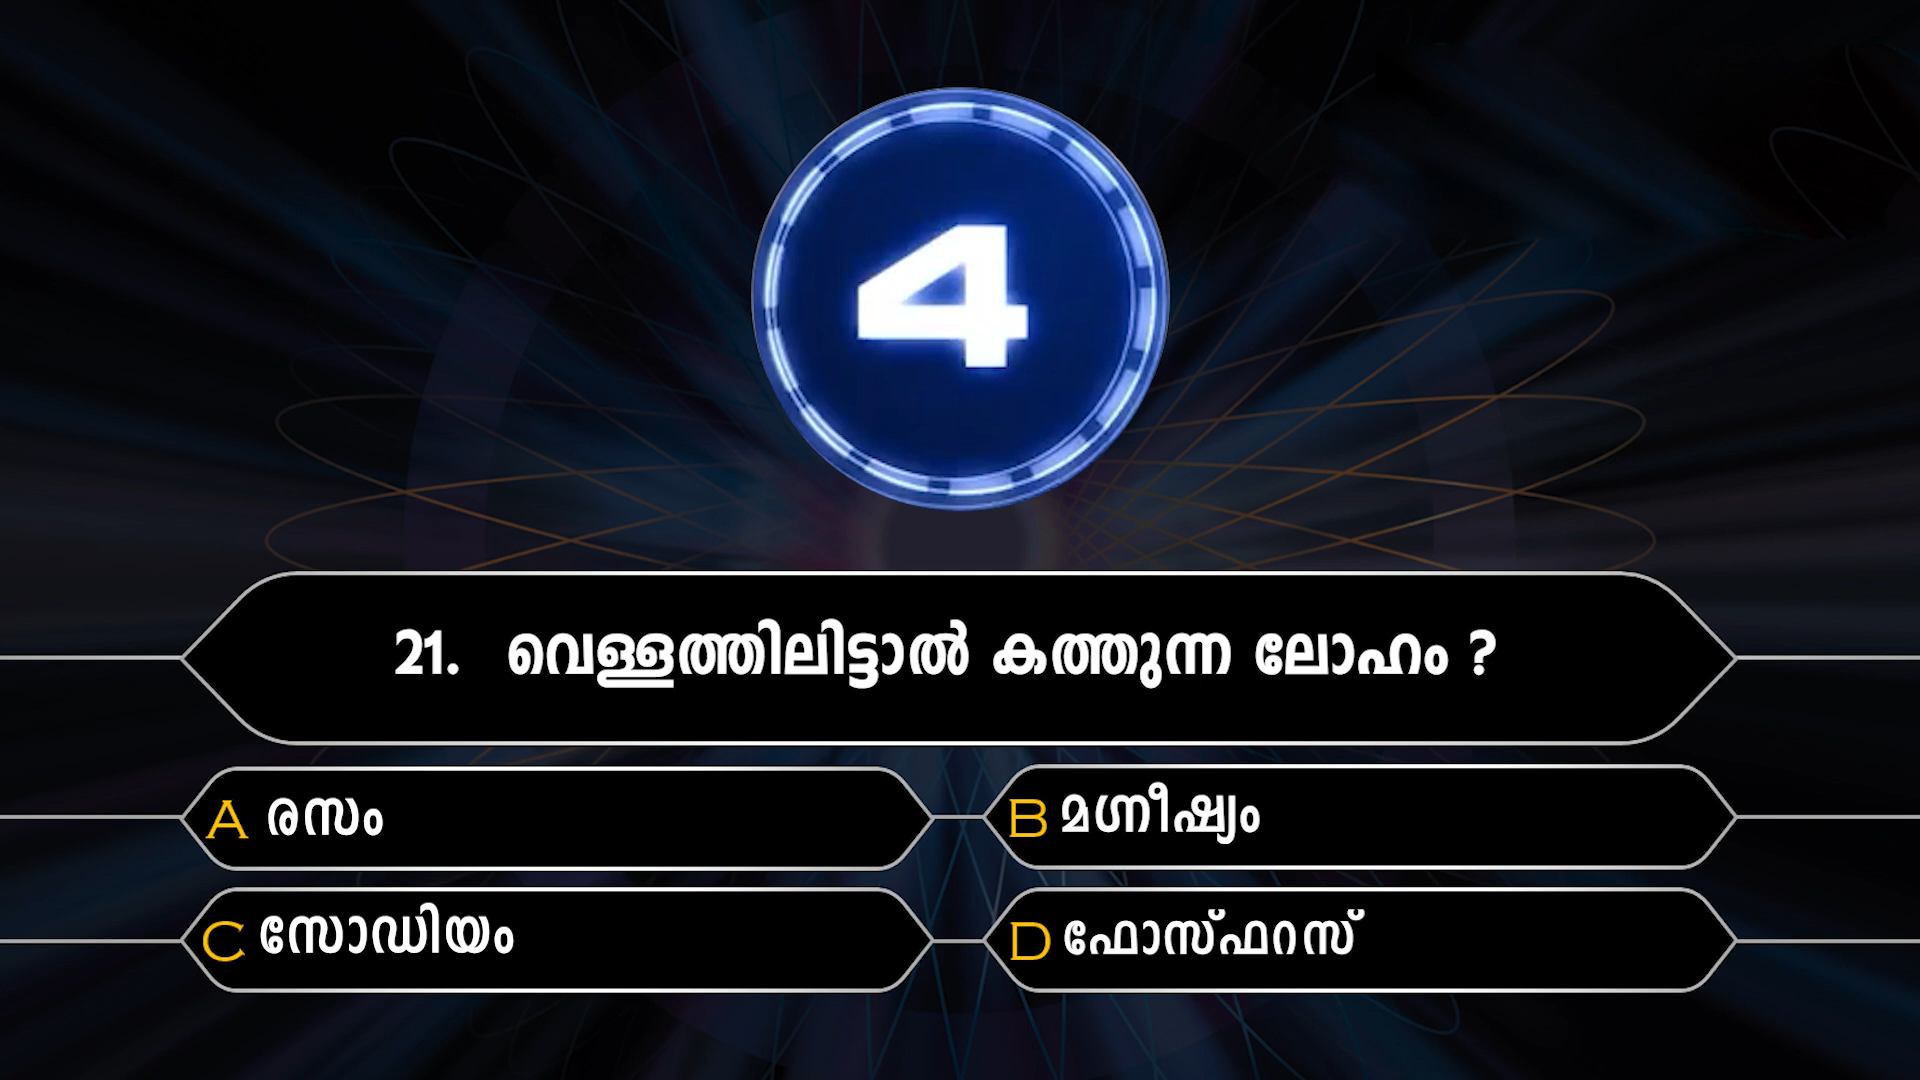 4
21. വെള്ളത്തിലിട്ടാൽ കത്തുന്ന ലോഹം ?
A രസം
B മഗ്നീഷ്യം
C സോഡിയം
D ഫോസ്ഫറസ്